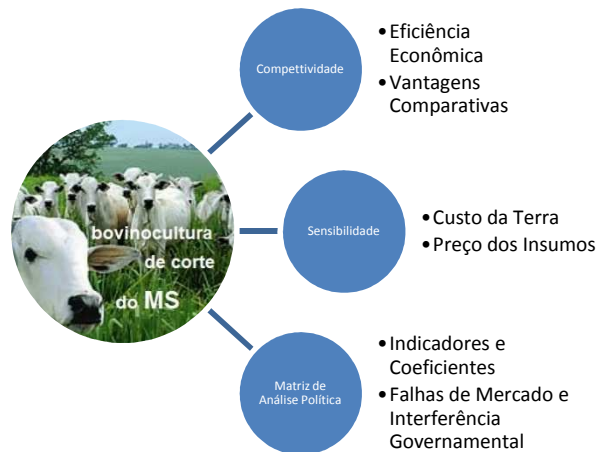 Compettividade
•Eficiência
Econômica
•Vantagens
Comparativas
bovinocultura
de corte
do MS
Sensibilidade
•Custo da Terra
•Preço dos Insumos
Matriz de
Análise Política
•Indicadores e
Coeficientes
•Falhas de Mercado e
Interferência
Governamental